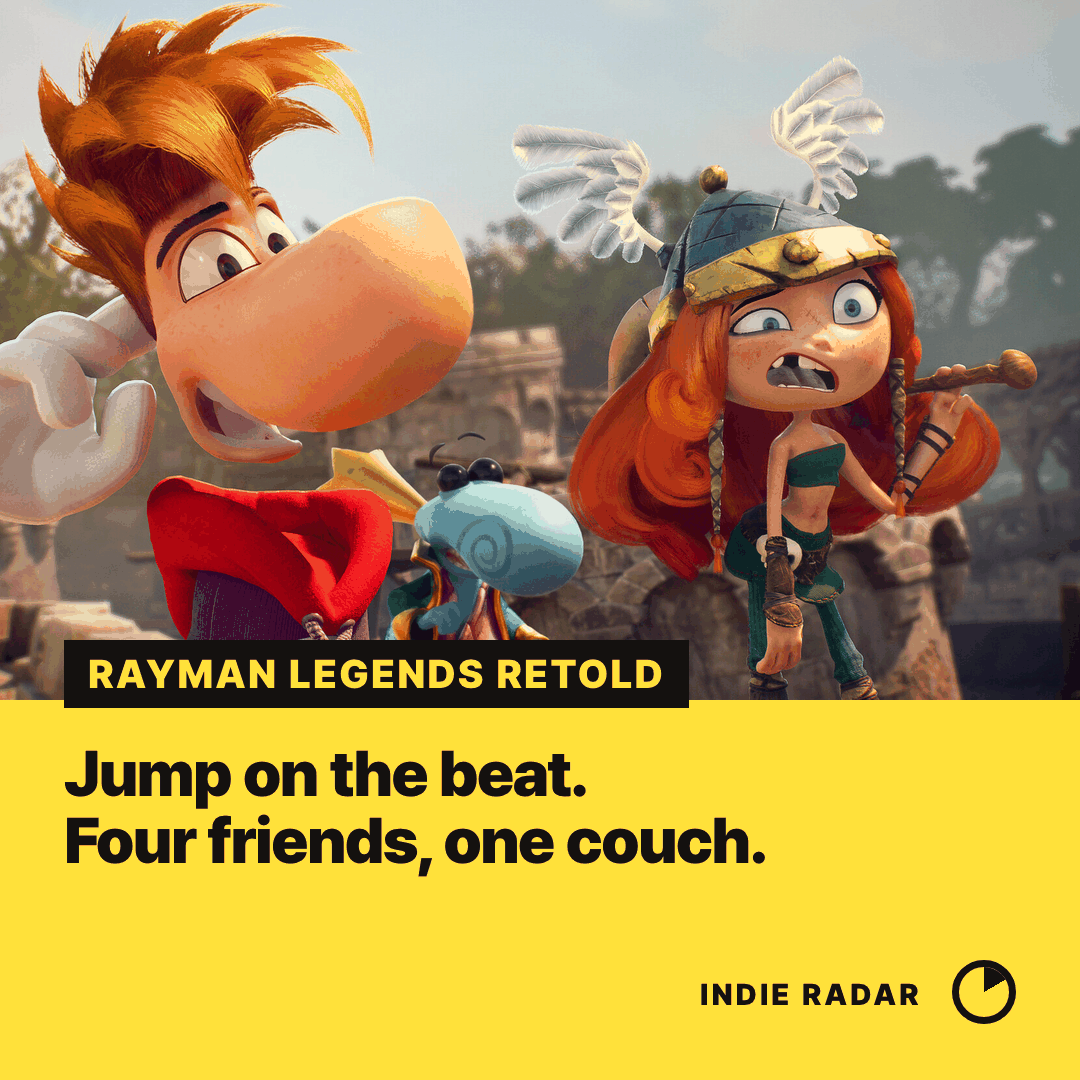 RAYMAN LEGENDS RETOLD
Jump on the beat.
Four friends, one couch.
INDIE RADAR